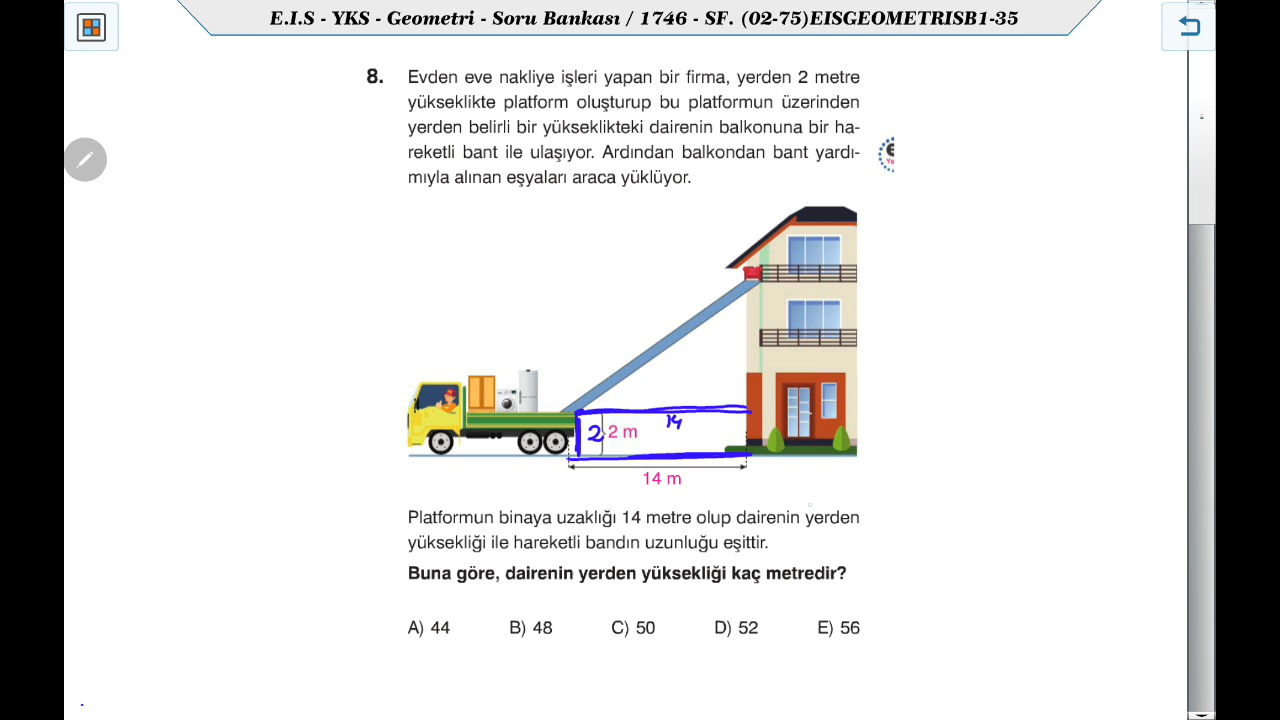 E.I.S - YKS - Geometri - Soru Bankası / 1746 - SF. (02-75)EISGEOMETRISB1-35
8. Evden eve nakliye işleri yapan bir firma, yerden 2 metre
yükseklikte platform oluşturup bu platformun üzerinden
yerden belirli bir yükseklikteki dairenin balkonuna bir ha-
reketli bant ile ulaşıyor. Ardından balkondan bant yardı-
mıyla alınan eşyaları araca yüklüyor.
14
2 2 m
14 m
Platformun binaya uzaklığı 14 metre olup dairenin yerden
yüksekliği ile hareketli bandın uzunluğu eşittir.
Buna göre, dairenin yerden yüksekliği kaç metredir?
A) 44 B) 48 C) 50 D) 52 E) 56